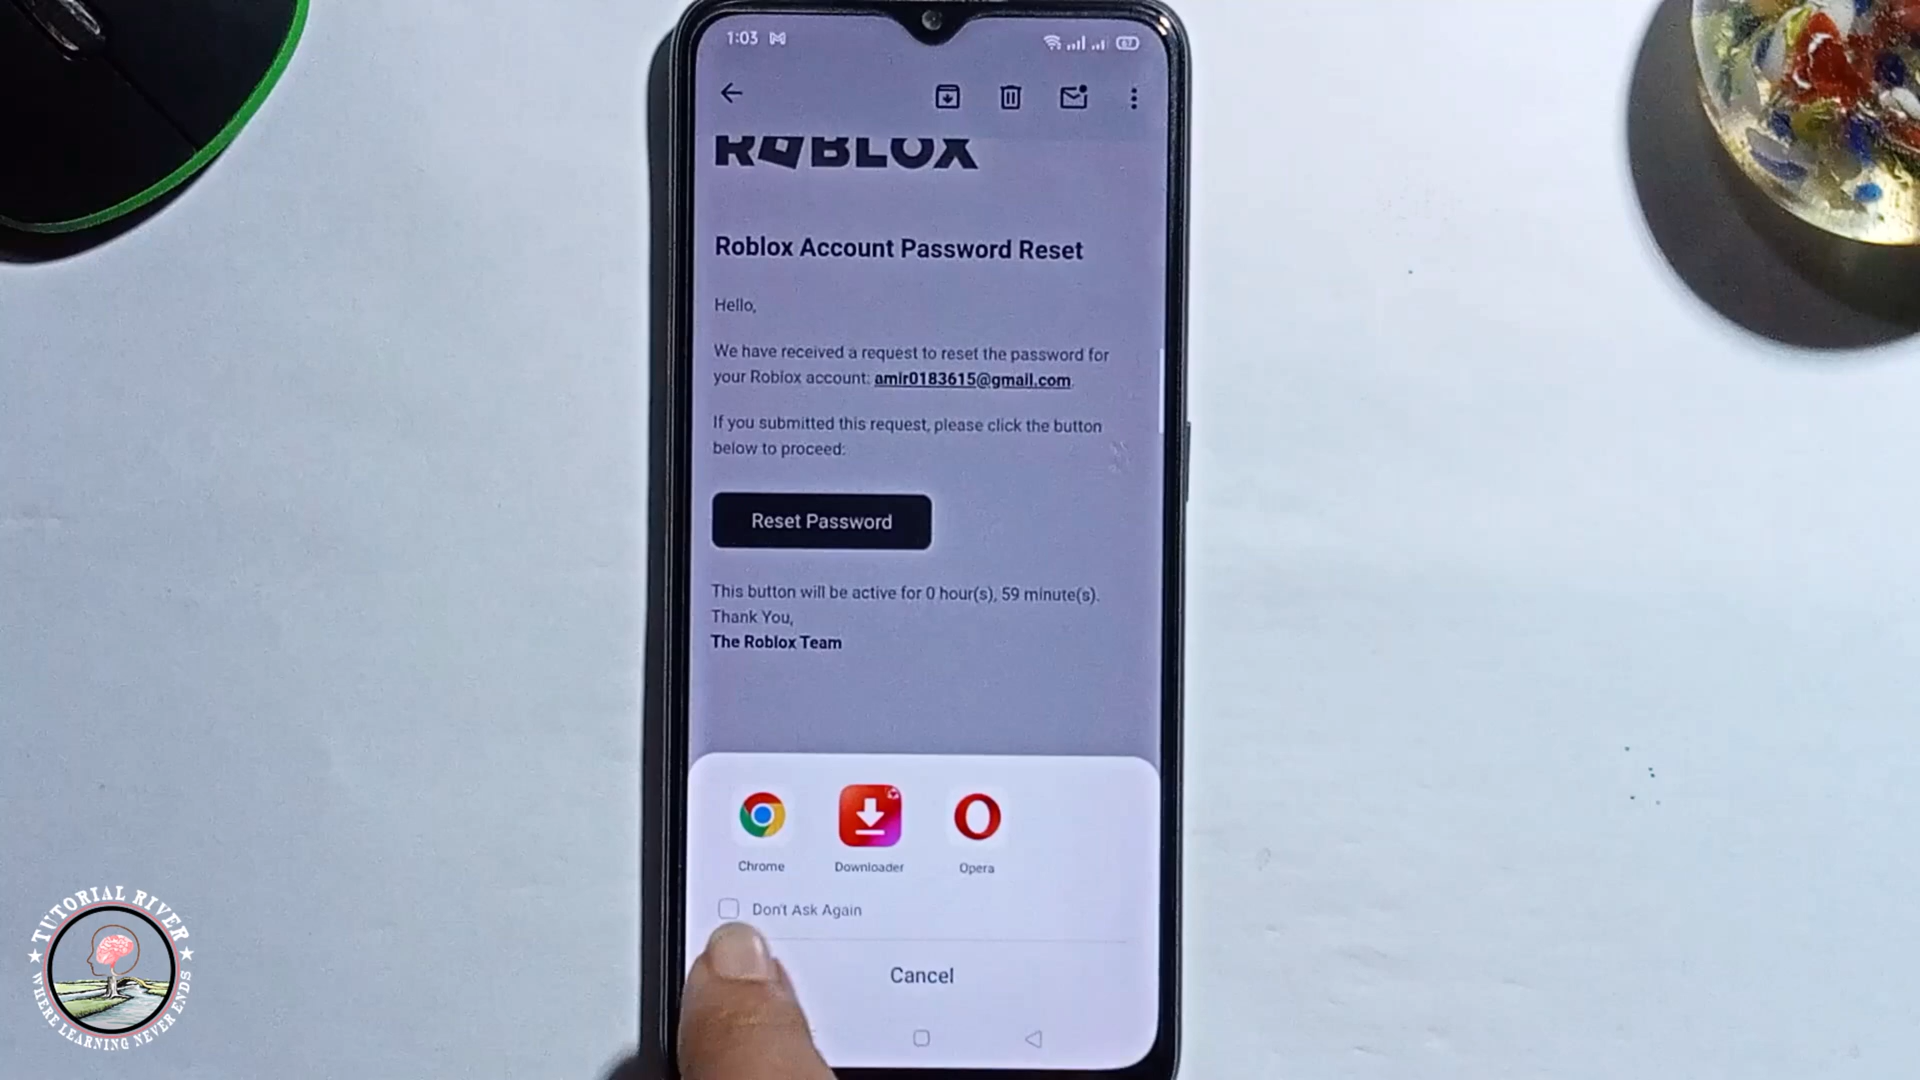 1:03
67
ROBLOX
Roblox Account Password Reset
Hello,
We have received a request to reset the password for
your Roblox account: amir0183615@gmail.com.
If you submitted this request, please click the button
below to proceed:
Reset Password
This button will be active for 0 hour(s), 59 minute(s).
Thank You,
The Roblox Team
Chrome
Downloader
Opera
Don't Ask Again
Cancel
TUTORIAL RIVER
WHERE LEARNING NEVER ENDS